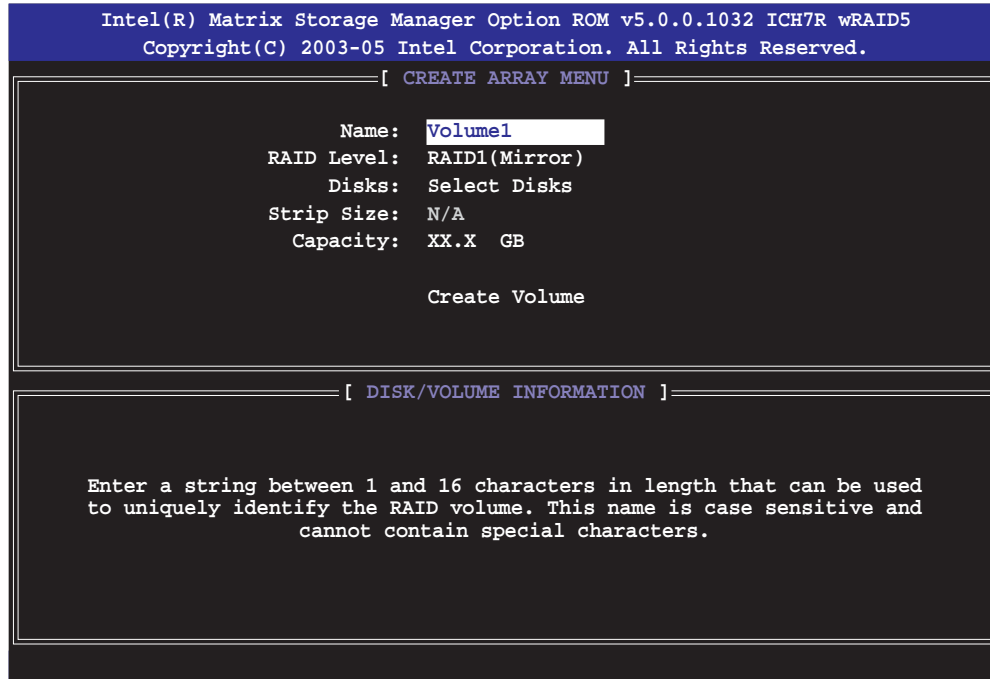 Intel(R) Matrix Storage Manager Option ROM v5.0.0.1032 ICH7R wRAID5
Copyright(C) 2003-05 Intel Corporation. All Rights Reserved.
[ CREATE ARRAY MENU ]
Name: Volume1
RAID Level: RAID1(Mirror)
Disks: Select Disks
Strip Size: N/A
Capacity: XX.X GB
Create Volume
[ DISK/VOLUME INFORMATION ]
Enter a string between 1 and 16 characters in length that can be used
to uniquely identify the RAID volume. This name is case sensitive and
cannot contain special characters.